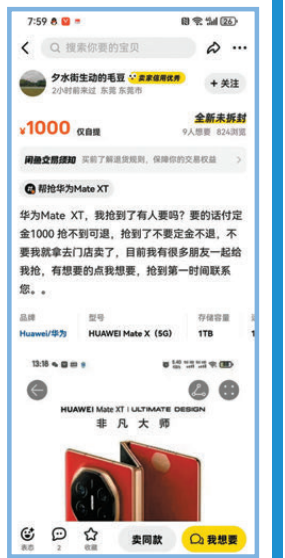 7:59
26
搜索你要的宝贝
夕水街生动的毛豆 卖家信用优秀
2小时前来过 东莞 东莞市
+ 关注
¥1000 仅自提
全新未拆封
9人想要 824浏览
闲鱼交易须知 买前了解退货规则，保障你的交易权益 >
帮抢华为Mate XT
华为Mate XT，我抢到了有人要吗？要的话付定
金1000 抢不到可退，抢到了不要定金不退，不
要我就拿去门店卖了，目前我有很多朋友一起给
我抢，有想要的点我想要，抢到第一时间联系
您。。
品牌 型号 存储容量
Huawei/华为 HUAWEI Mate X（5G） 1TB
13:18
HUAWEI Mate XT | ULTIMATE DESIGN
非凡大师
表态
2
收藏
卖同款
我想要